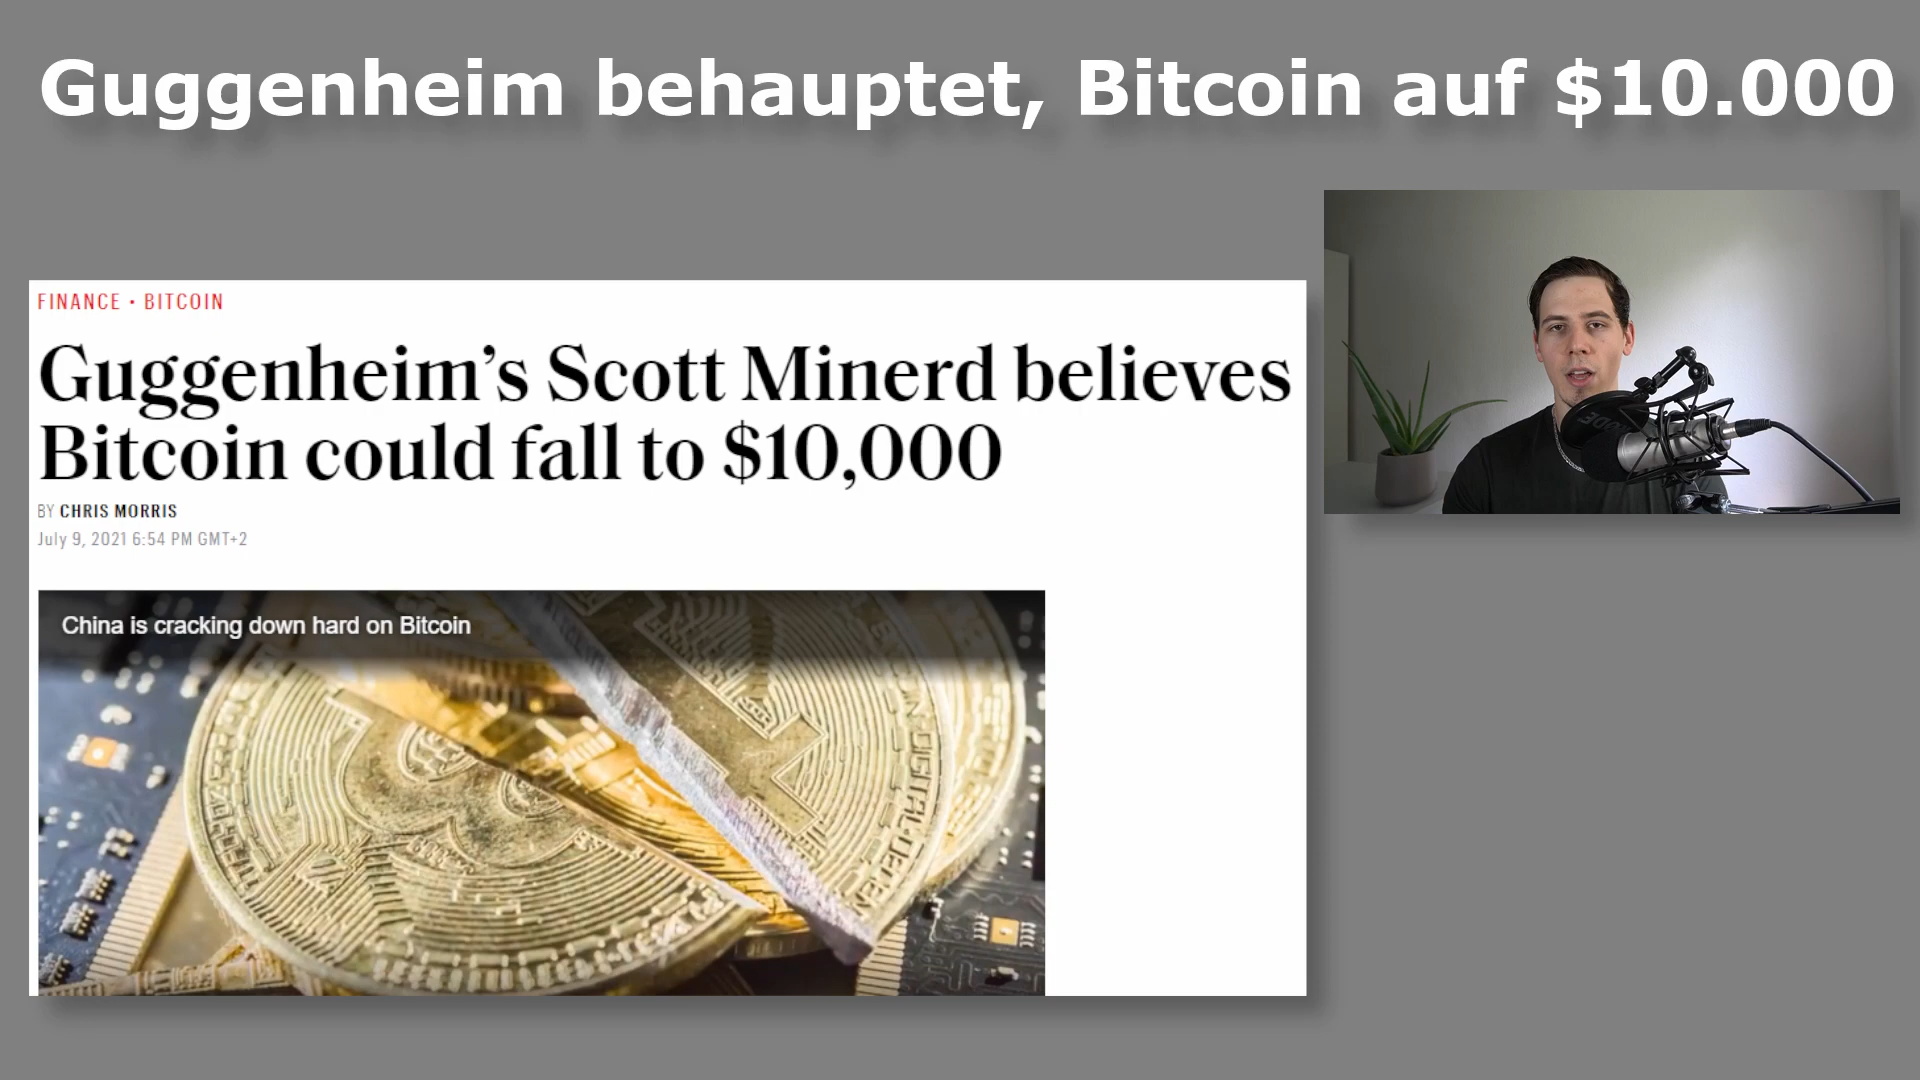 Guggenheim behauptet, Bitcoin auf $10.000
FINANCE • BITCOIN
Guggenheim’s Scott Minerd believes
Bitcoin could fall to $10,000
BY CHRIS MORRIS
July 9, 2021 6:54 PM GMT+2
China is cracking down hard on Bitcoin